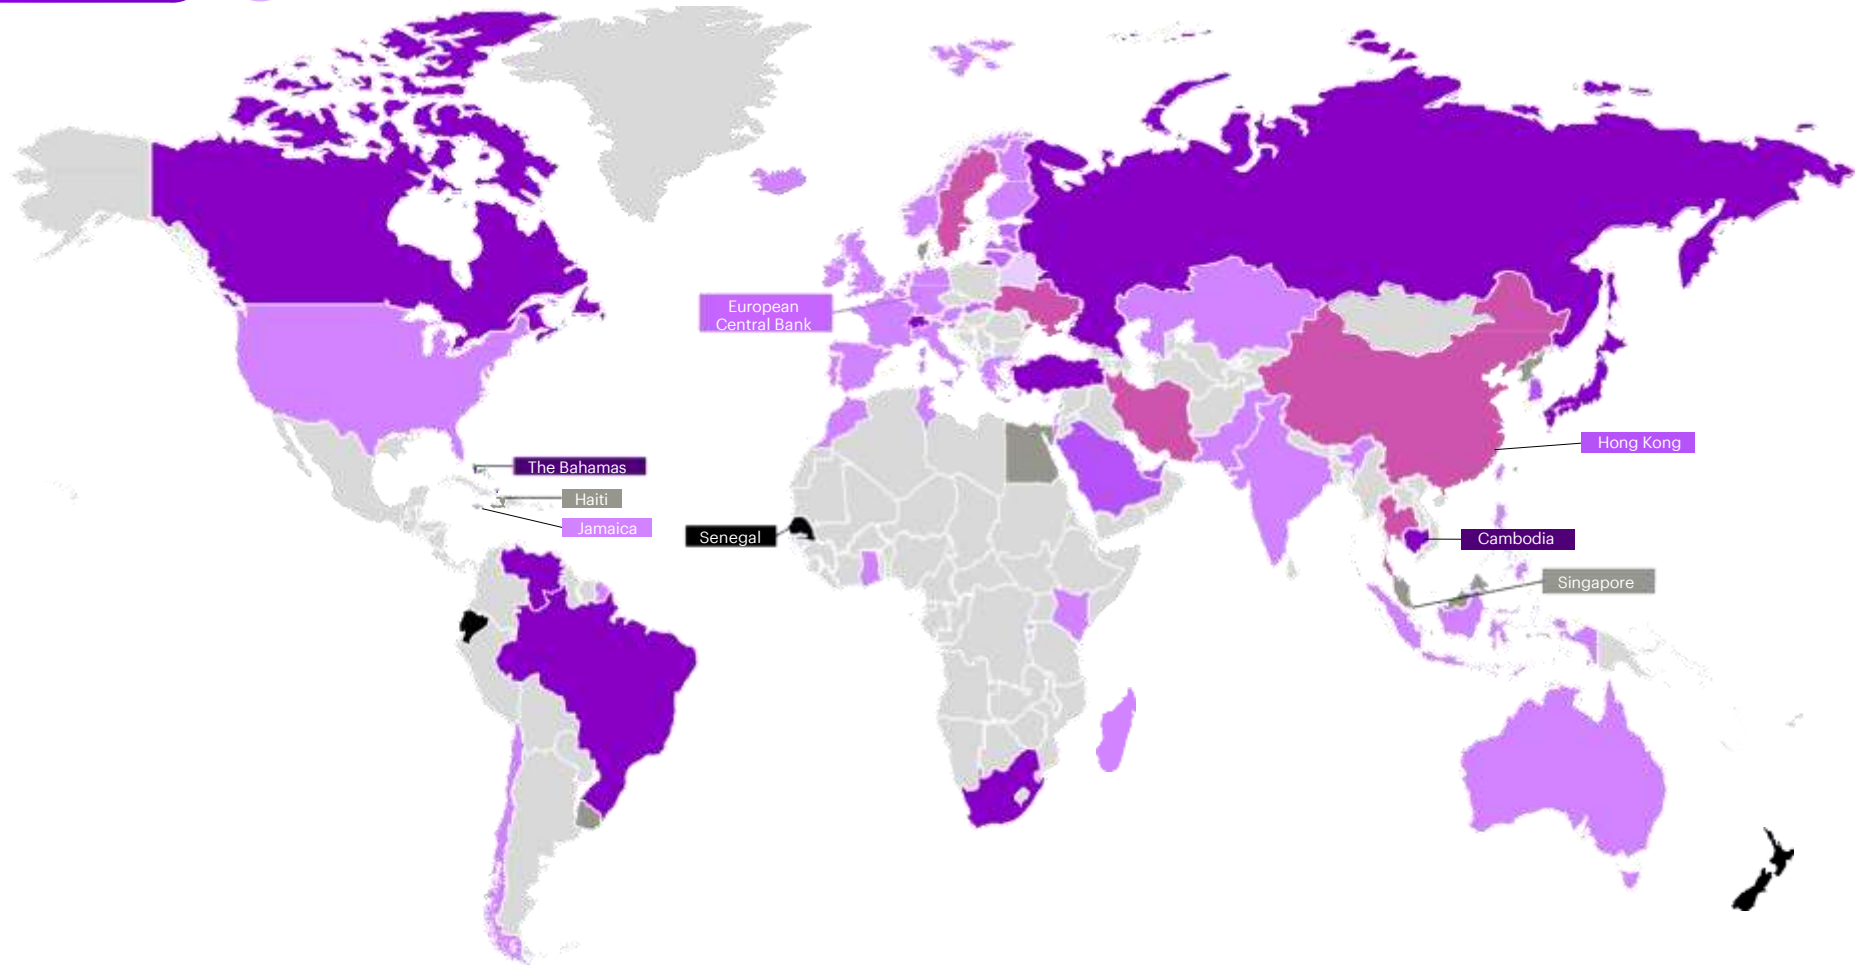 European
Central Bank
Hong Kong
The Bahamas
Haiti
Jamaica
Senegal
Cambodia
Singapore